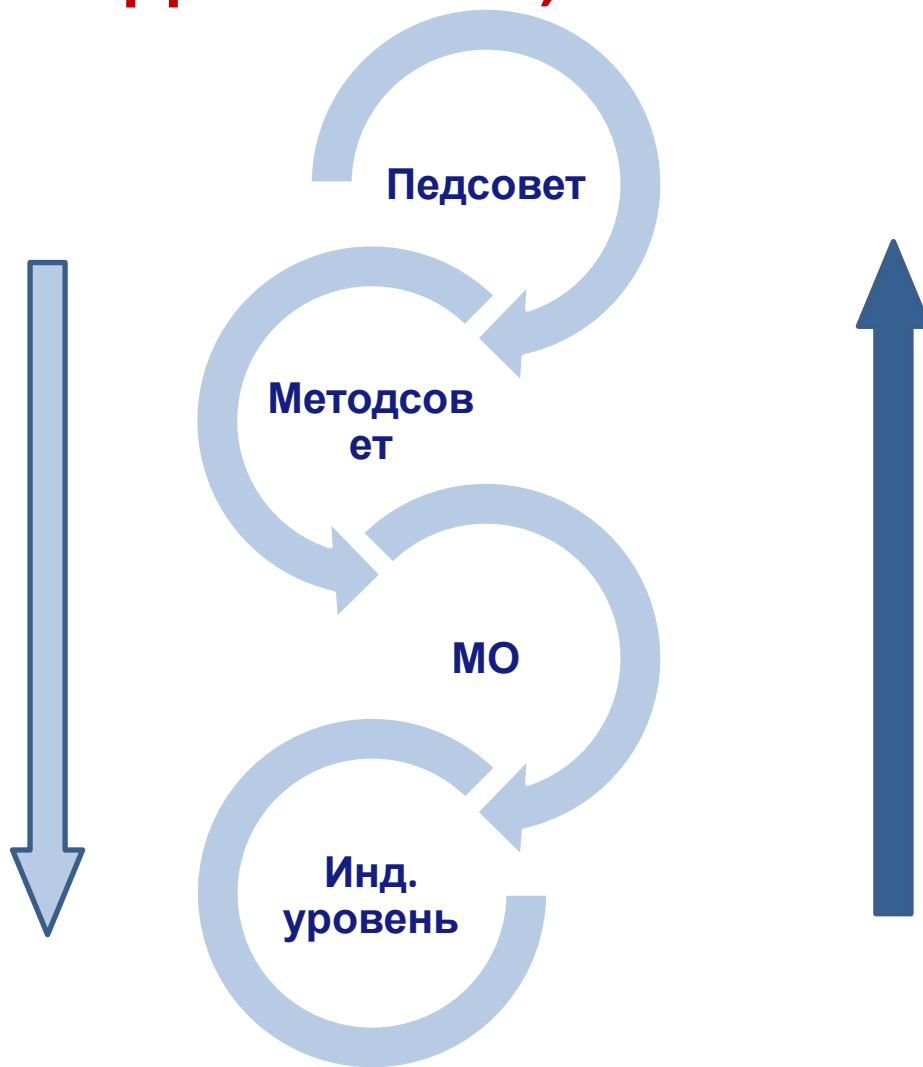 Педсовет
Методсов
ет
МО
Инд.
уровень